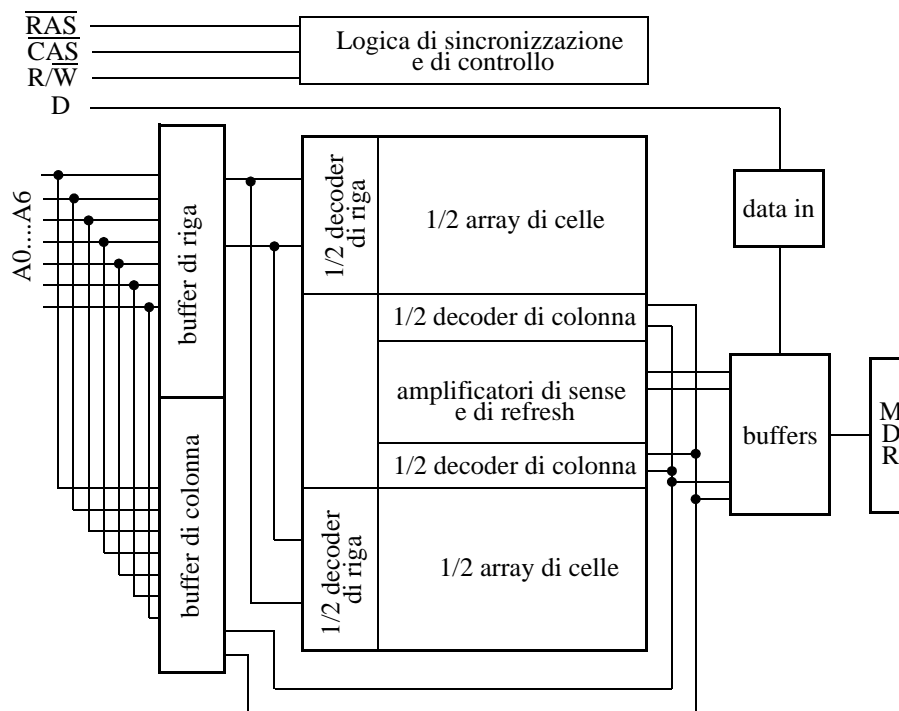 R̅A̅S̅
C̅A̅S̅
R/W̅
D
Logica di sincronizzazione
e di controllo
A0....A6
buffer di riga
buffer di colonna
1/2 decoder
di riga
1/2 array di celle
1/2 decoder di colonna
amplificatori di sense
e di refresh
1/2 decoder di colonna
1/2 decoder
di riga
1/2 array di celle
data in
buffers
M
D
R